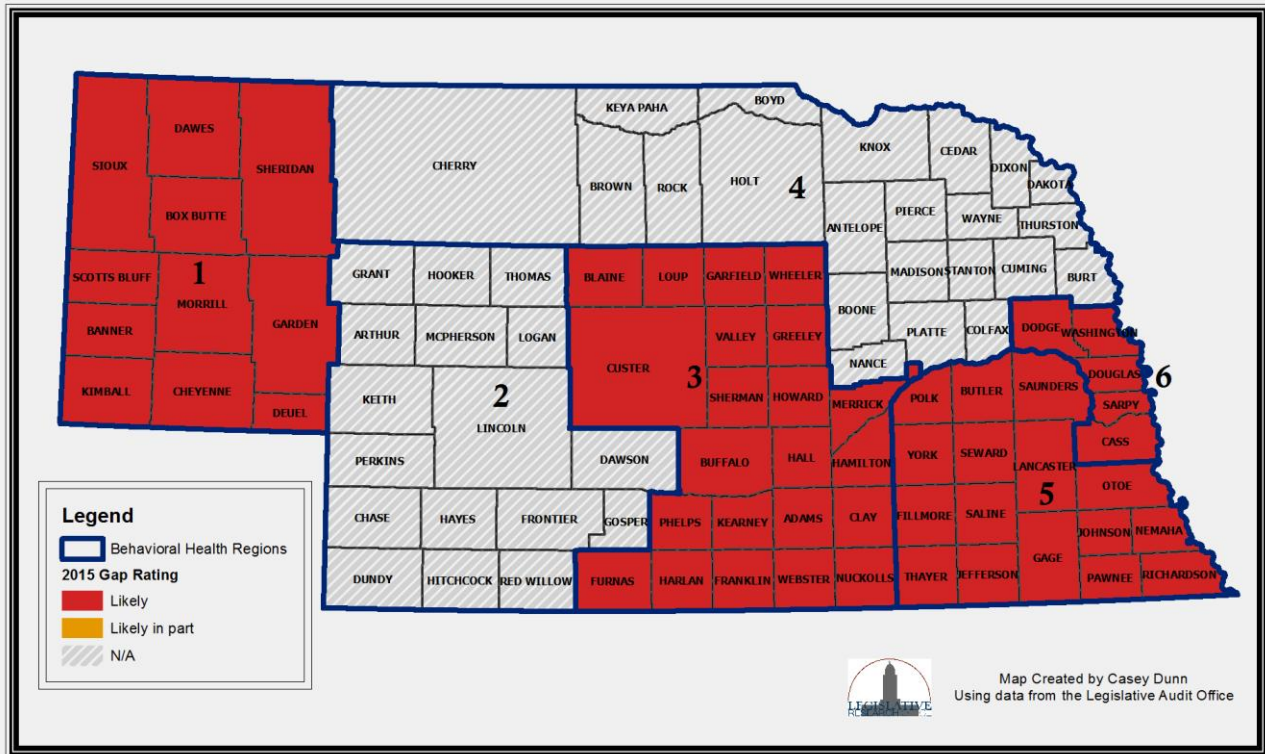 KEYA PAHA
BOYD
DAWES
KNOX
CEDAR
SIOUX
SHERIDAN
CHERRY
DIXON
BROWN
ROCK
HOLT
4
DAKOTA
BOX BUTTE
PIERCE
WAYNE
ANTELOPE
THURSTON
SCOTTS BLUFF
1
MORRILL
GRANT
HOOKER
THOMAS
BLAINE
LOUP
GARFIELD
WHEELER
MADISON
STANTON
CUMING
BURT
BANNER
GARDEN
ARTHUR
MCPHERSON
LOGAN
VALLEY
GREELEY
BOONE
PLATTE
COLFAX
DODGE
WASHINGTON
NANCE
KIMBALL
CHEYENNE
DEUEL
KEITH
2
LINCOLN
CUSTER
3
SHERMAN
HOWARD
MERRICK
POLK
BUTLER
SAUNDERS
DOUGLAS
6
SARPY
CASS
PERKINS
DAWSON
BUFFALO
HALL
HAMILTON
YORK
SEWARD
LANCASTER
5
OTOE
CHASE
HAYES
FRONTIER
GOSPER
PHELPS
KEARNEY
ADAMS
CLAY
FILLMORE
SALINE
GAGE
JOHNSON
NEMAHA
DUNDY
HITCHCOCK
RED WILLOW
FURNAS
HARLAN
FRANKLIN
WEBSTER
NUCKOLLS
THAYER
JEFFERSON
PAWNEE
RICHARDSON
Legend
Behavioral Health Regions
2015 Gap Rating
Likely
Likely in part
N/A
LEGISLATIVE
RESEARCH
Map Created by Casey Dunn
Using data from the Legislative Audit Office